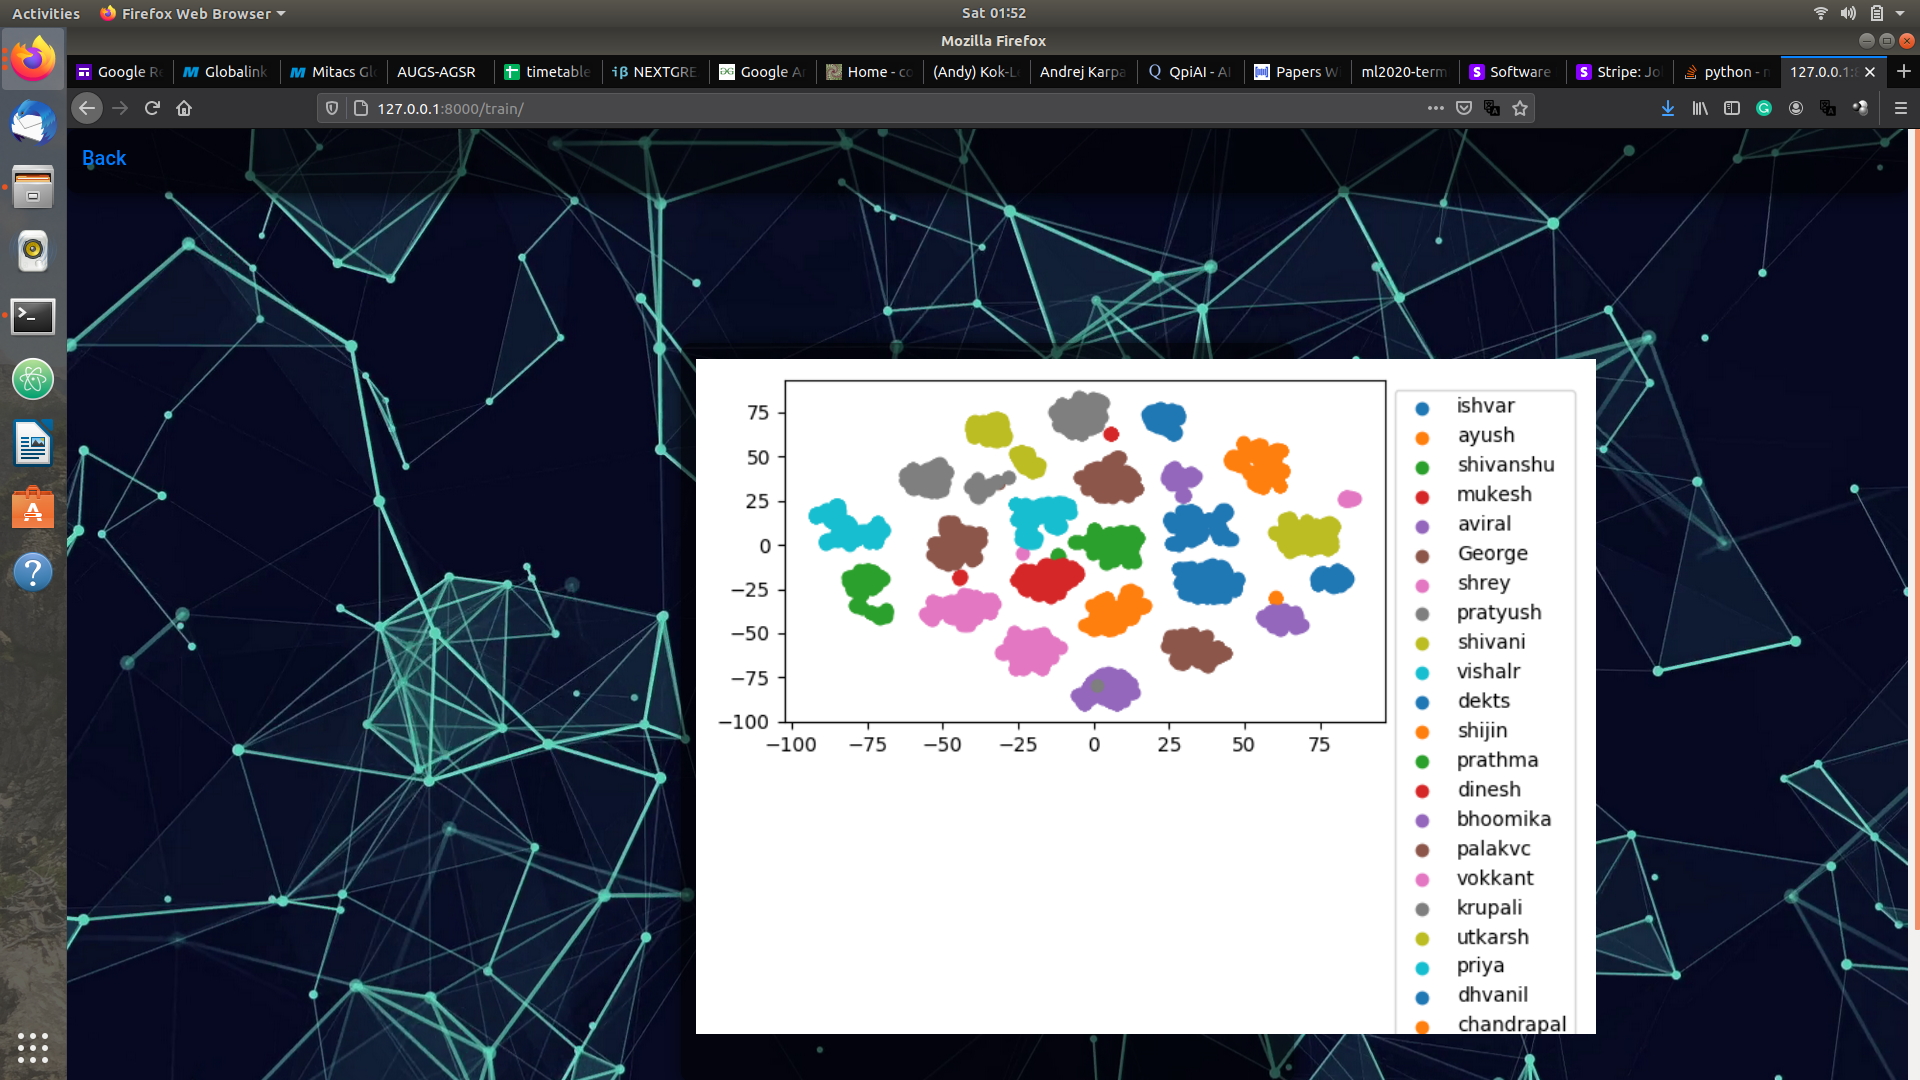 Activities Firefox Web Browser Sat 01:52
Mozilla Firefox
Google Re Globalink Mitacs Gl AUGS-AGSR timetable NEXTGRE Google Home - co (Andy) Kok-L Andrej Karpa QpiAI - AI Papers W ml2020-term Software Stripe: Jo python - 127.0.0.1:8
127.0.0.1:8000/train/
Back
75
50
25
0
−25
−50
−75
−100
−100 −75 −50 −25 0 25 50 75
ishvar
ayush
shivanshu
mukesh
aviral
George
shrey
pratyush
shivani
vishalr
dekts
shijin
prathma
dinesh
bhoomika
palakvc
vokkant
krupali
utkarsh
priya
dhvanil
chandrapal